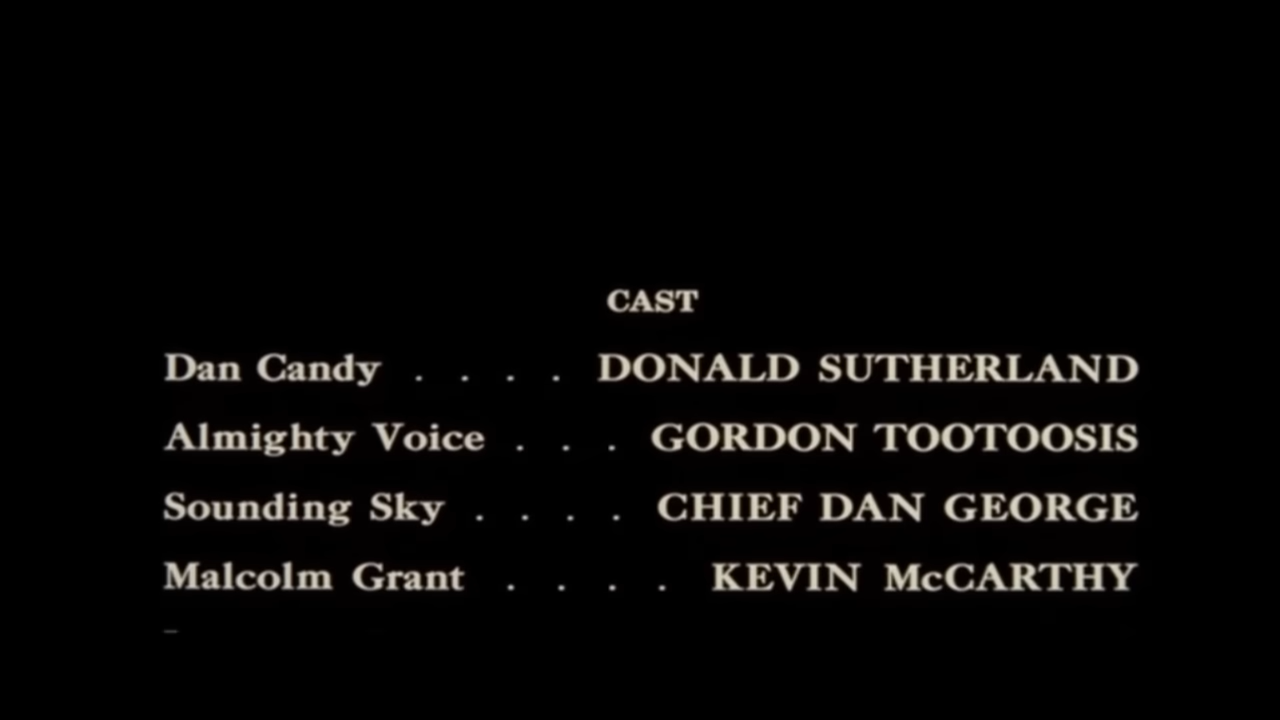 CAST
Dan Candy . . . . DONALD SUTHERLAND
Almighty Voice . . . GORDON TOOTOOSIS
Sounding Sky . . . . CHIEF DAN GEORGE
Malcolm Grant . . . . KEVIN McCARTHY